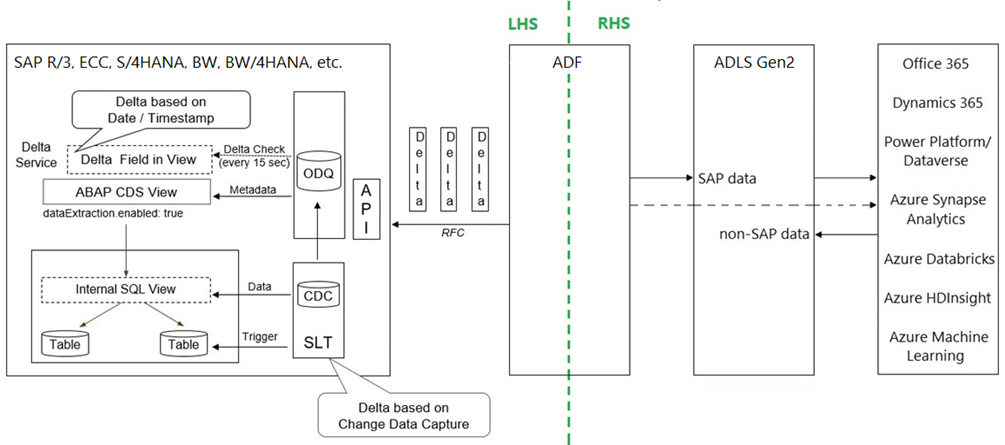 LHS
RHS
SAP R/3, ECC, S/4HANA, BW, BW/4HANA, etc.
Delta based on
Date / Timestamp
Delta
Service
Delta Field in View
Delta Check
(every 15 sec)
ODQ
ABAP CDS View
Metadata
dataExtraction.enabled: true
API
Internal SQL View
Data
CDC
Table
Table
Trigger
SLT
Delta based on
Change Data Capture
Delta
Delta
Delta
RFC
ADF
ADLS Gen2
SAP data
non-SAP data
Office 365
Dynamics 365
Power Platform/
Dataverse
Azure Synapse
Analytics
Azure Databricks
Azure HDInsight
Azure Machine
Learning